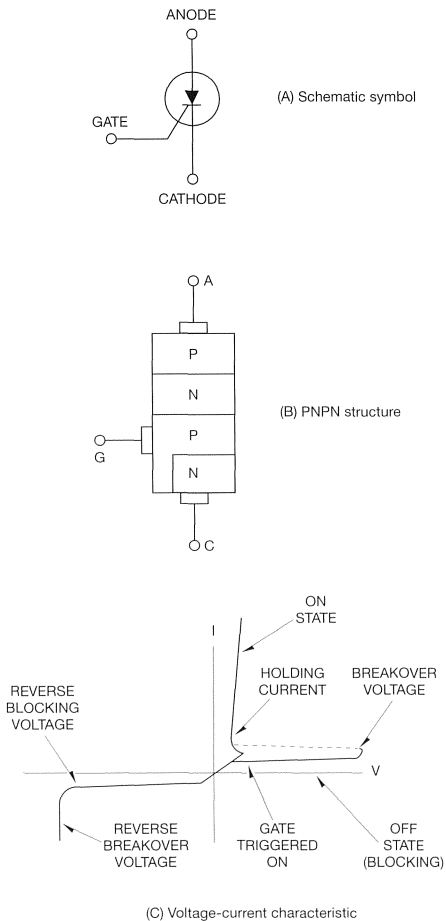 ANODE
(A) Schematic symbol
GATE
CATHODE
A
P
N
(B) PNPN structure
P
G
N
C
ON
STATE
I
HOLDING
CURRENT
BREAKOVER
VOLTAGE
REVERSE
BLOCKING
VOLTAGE
V
REVERSE
BREAKOVER
VOLTAGE
GATE
TRIGGERED
ON
OFF
STATE
(BLOCKING)
(C) Voltage-current characteristic